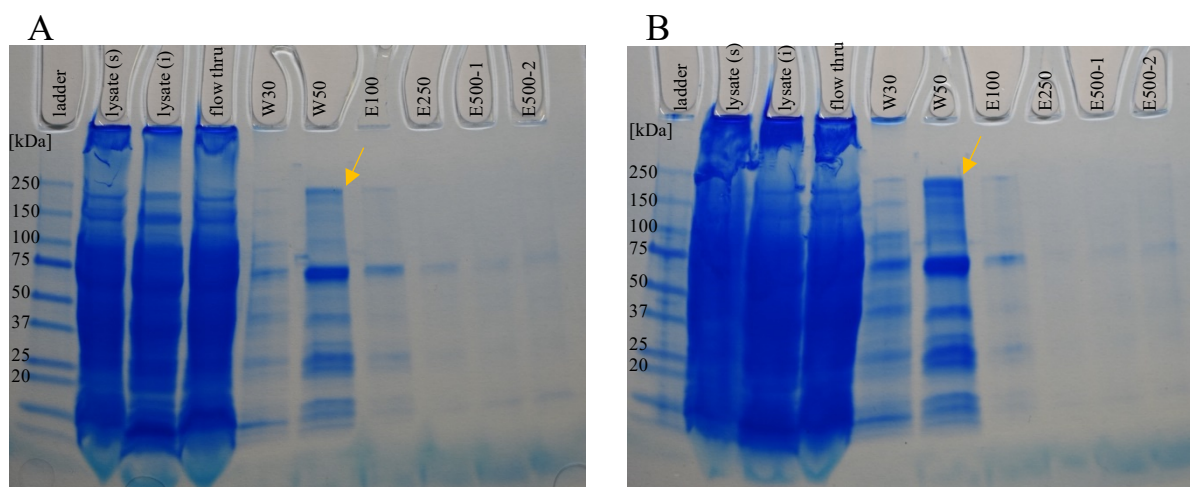 A
ladder
lysate (s)
lysate (i)
flow thru
W30
W50
E100
E250
E500-1
E500-2
[kDa]
250
150
100
75
50
37
25
20
B
ladder
lysate (s)
lysate (i)
flow thru
W30
W50
E100
E250
E500-1
E500-2
[kDa]
250
150
100
75
50
37
25
20